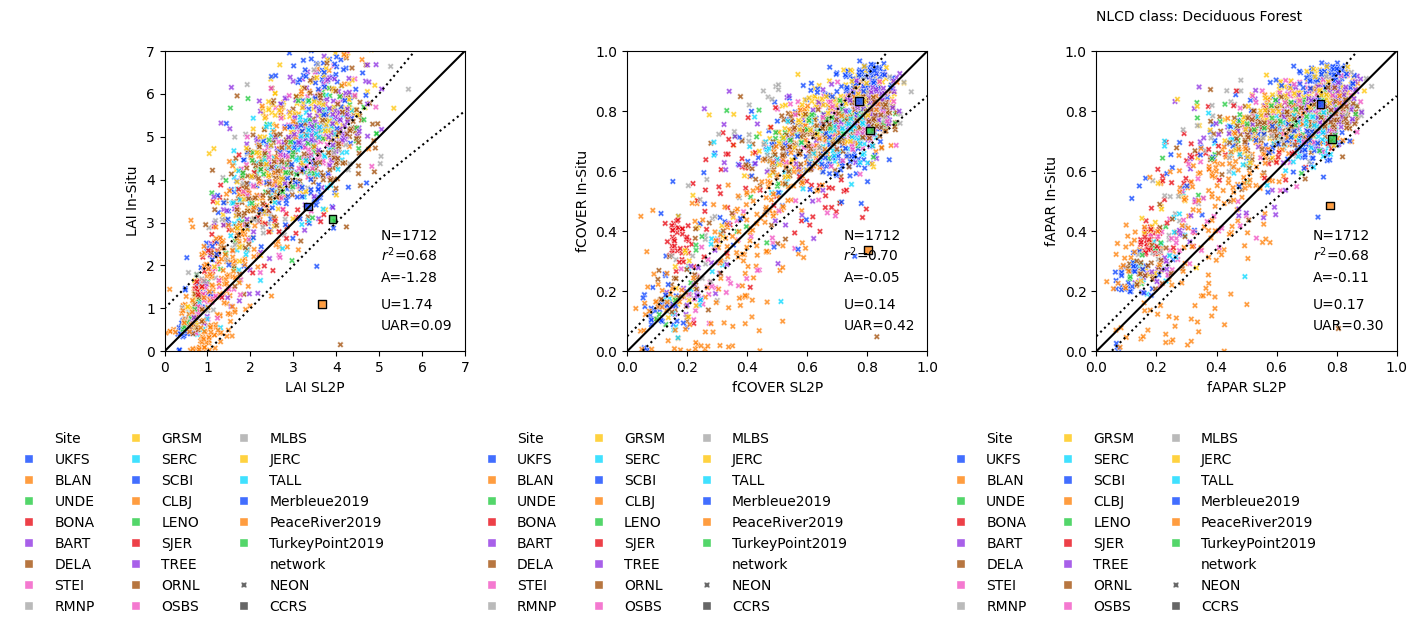 NLCD class: Deciduous Forest
7
6
5
4
3
2
1
0
LAI In-Situ
N=1712
r²=0.68
A=-1.28
U=1.74
UAR=0.09
0 1 2 3 4 5 6 7
LAI SL2P
1.0
0.8
0.6
0.4
0.2
0.0
fCOVER In-Situ
N=1712
r²=0.70
A=-0.05
U=0.14
UAR=0.42
0.0 0.2 0.4 0.6 0.8 1.0
fCOVER SL2P
1.0
0.8
0.6
0.4
0.2
0.0
fAPAR In-Situ
N=1712
r²=0.68
A=-0.11
U=0.17
UAR=0.30
0.0 0.2 0.4 0.6 0.8 1.0
fAPAR SL2P
Site GRSM MLBS
UKFS SERC JERC
BLAN SCBI TALL
UNDE CLBJ Merbleue2019
BONA LENO PeaceRiver2019
BART SJER TurkeyPoint2019
DELA TREE network
STEI ORNL NEON
RMNP OSBS CCRS
Site GRSM MLBS
UKFS SERC JERC
BLAN SCBI TALL
UNDE CLBJ Merbleue2019
BONA LENO PeaceRiver2019
BART SJER TurkeyPoint2019
DELA TREE network
STEI ORNL NEON
RMNP OSBS CCRS
Site GRSM MLBS
UKFS SERC JERC
BLAN SCBI TALL
UNDE CLBJ Merbleue2019
BONA LENO PeaceRiver2019
BART SJER TurkeyPoint2019
DELA TREE network
STEI ORNL NEON
RMNP OSBS CCRS